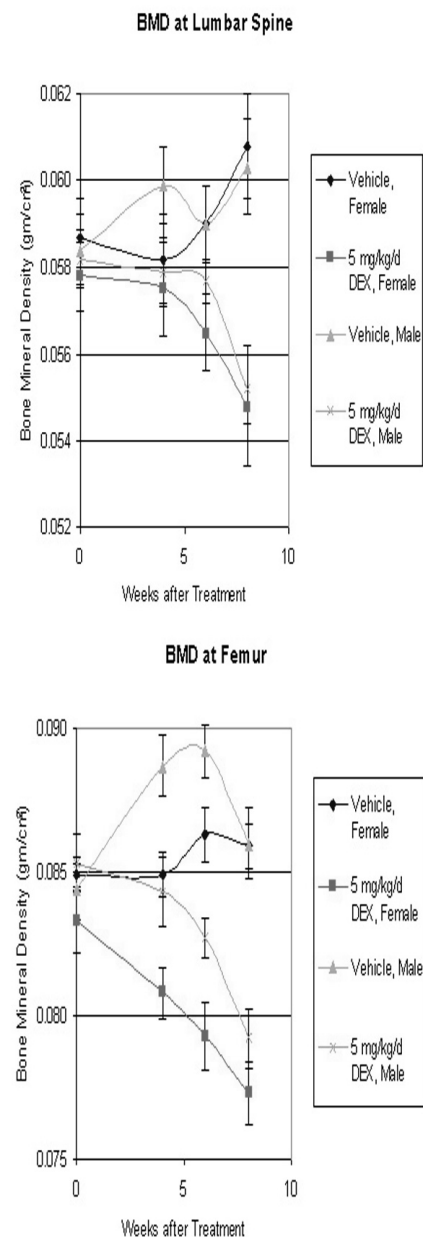 BMD at Lumbar Spine
Bone Mineral Density (gm/cm²)
0.062
0.060
0.058
0.056
0.054
0.052
0
5
10
Weeks after Treatment
Vehicle,
Female
5 mg/kg/d
DEX, Female
Vehicle, Male
5 mg/kg/d
DEX, Male
BMD at Femur
Bone Mineral Density (gm/cm²)
0.090
0.085
0.080
0.075
0
5
10
Weeks after Treatment
Vehicle,
Female
5 mg/kg/d
DEX, Female
Vehicle, Male
5 mg/kg/d
DEX, Male